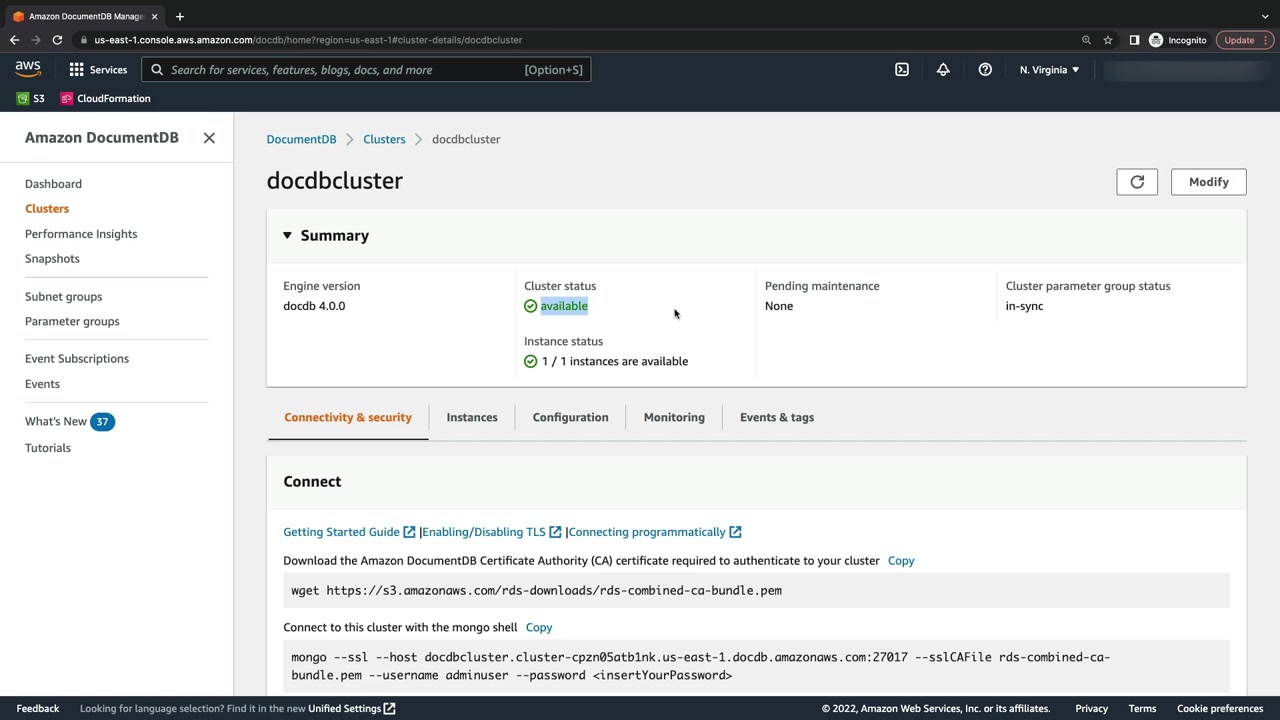 Amazon DocumentDB Manage
us-east-1.console.aws.amazon.com/docdb/home?region=us-east-1#cluster-details/docdbcluster
Incognito
Update
aws
Services
Search for services, features, blogs, docs, and more
[Option+S]
N. Virginia
S3
CloudFormation
Amazon DocumentDB
Dashboard
Clusters
Performance Insights
Snapshots
Subnet groups
Parameter groups
Event Subscriptions
Events
What's New 37
Tutorials
DocumentDB
Clusters
docdbcluster
docdbcluster
Modify
Summary
Engine version
docdb 4.0.0
Cluster status
available
Instance status
1 / 1 instances are available
Pending maintenance
None
Cluster parameter group status
in-sync
Connectivity & security
Instances
Configuration
Monitoring
Events & tags
Connect
Getting Started Guide | Enabling/Disabling TLS | Connecting programmatically
Download the Amazon DocumentDB Certificate Authority (CA) certificate required to authenticate to your cluster Copy
wget https://s3.amazonaws.com/rds-downloads/rds-combined-ca-bundle.pem
Connect to this cluster with the mongo shell Copy
mongo --ssl --host docdbcluster.cluster-cpzn05atb1nk.us-east-1.docdb.amazonaws.com:27017 --sslCAFile rds-combined-ca-
bundle.pem --username adminuser --password <insertYourPassword>
Feedback
Looking for language selection? Find it in the new Unified Settings
© 2022, Amazon Web Services, Inc. or its affiliates.
Privacy
Terms
Cookie preferences